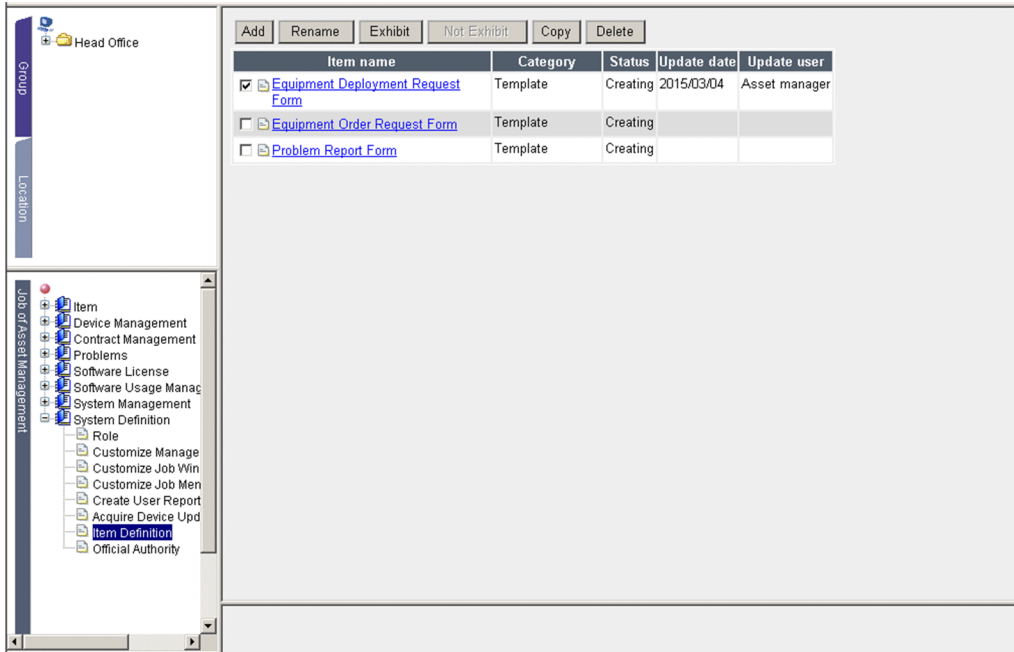 Group
Location
Head Office
Job of Asset Management
Item
Device Management
Contract Management
Problems
Software License
Software Usage Manag
System Management
System Definition
Role
Customize Manage
Customize Job Win
Customize Job Men
Create User Report
Acquire Device Upd
Item Definition
Official Authority
Add Rename Exhibit Not Exhibit Copy Delete
Item name Category Status Update date Update user
Equipment Deployment Request Template Creating 2015/03/04 Asset manager
Form
Equipment Order Request Form Template Creating
Problem Report Form Template Creating